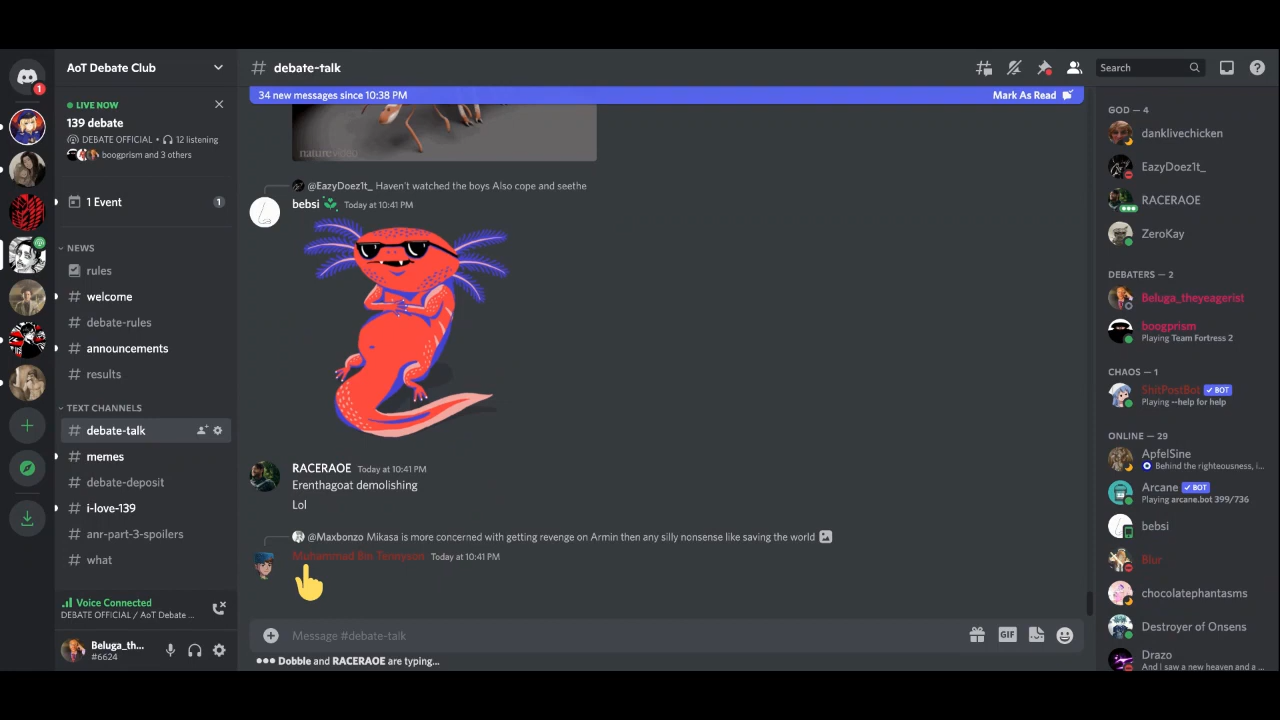 1
AoT Debate Club
LIVE NOW
139 debate
DEBATE OFFICIAL • 12 listening
boogprism and 3 others
1 Event
1
NEWS
rules
# welcome
# debate-rules
# announcements
# results
TEXT CHANNELS
# debate-talk
# memes
# debate-deposit
# i-love-139
# anr-part-3-spoilers
# what
Voice Connected
DEBATE OFFICIAL / AoT Debate ...
Beluga_th...
#6624
# debate-talk
Search
34 new messages since 10:38 PM
Mark As Read
naturevideo
@EazyDoez1t_ Haven't watched the boys Also cope and seethe
bebsi Today at 10:41 PM
RACERAOE Today at 10:41 PM
Erenthagoat demolishing
Lol
@Maxbonzo Mikasa is more concerned with getting revenge on Armin then any silly nonsense like saving the world
Muhammad Bin Tennyson Today at 10:41 PM
Message #debate-talk
GIF
Dobble and RACERAOE are typing...
GOD — 4
danklivechicken
EazyDoez1t_
RACERAOE
ZeroKay
DEBATERS — 2
Beluga_theyeagerist
boogprism
Playing Team Fortress 2
CHAOS — 1
ShitPostBot BOT
Playing --help for help
ONLINE — 29
ApfelSine
Behind the righteousness, i...
Arcane BOT
Playing arcane.bot 399/736
bebsi
Blur
chocolatephantasms
Destroyer of Onsens
Drazo
And I saw a new heaven and a ...